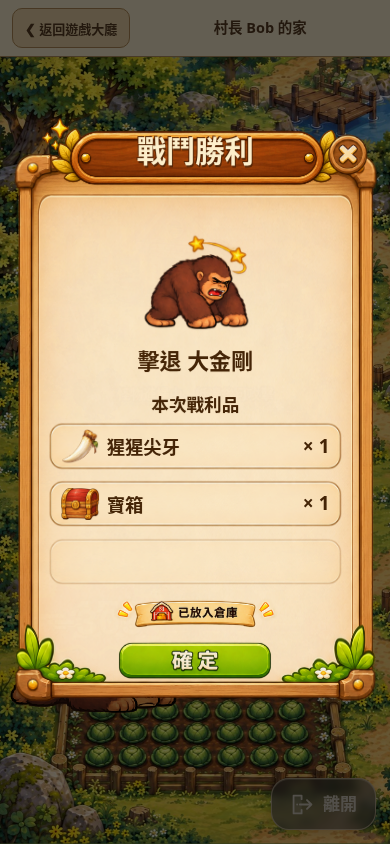 ❮ 返回遊戲大廳
村長 Bob 的家
戰鬥勝利
擊退 大金剛
本次戰利品
猩猩尖牙 × 1
寶箱 × 1
已放入倉庫
確定
離開